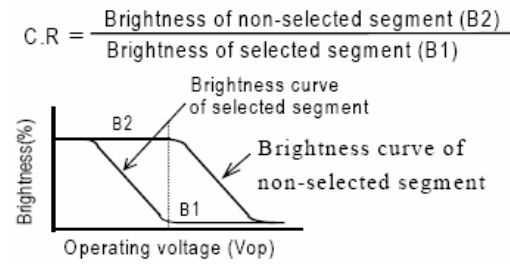 C.R = Brightness of non-selected segment (B2)
Brightness of selected segment (B1)
Brightness curve
of selected segment
B2
Brightness curve of
non-selected segment
B1
Brightness(%)
Operating voltage (Vop)